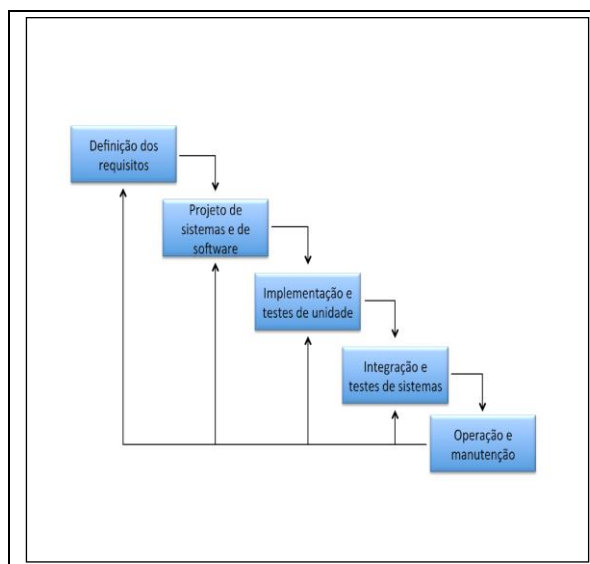 Definição dos
requisitos
Projeto de
sistemas e de
software
Implementação e
testes de unidade
Integração e
testes de sistemas
Operação e
manutenção